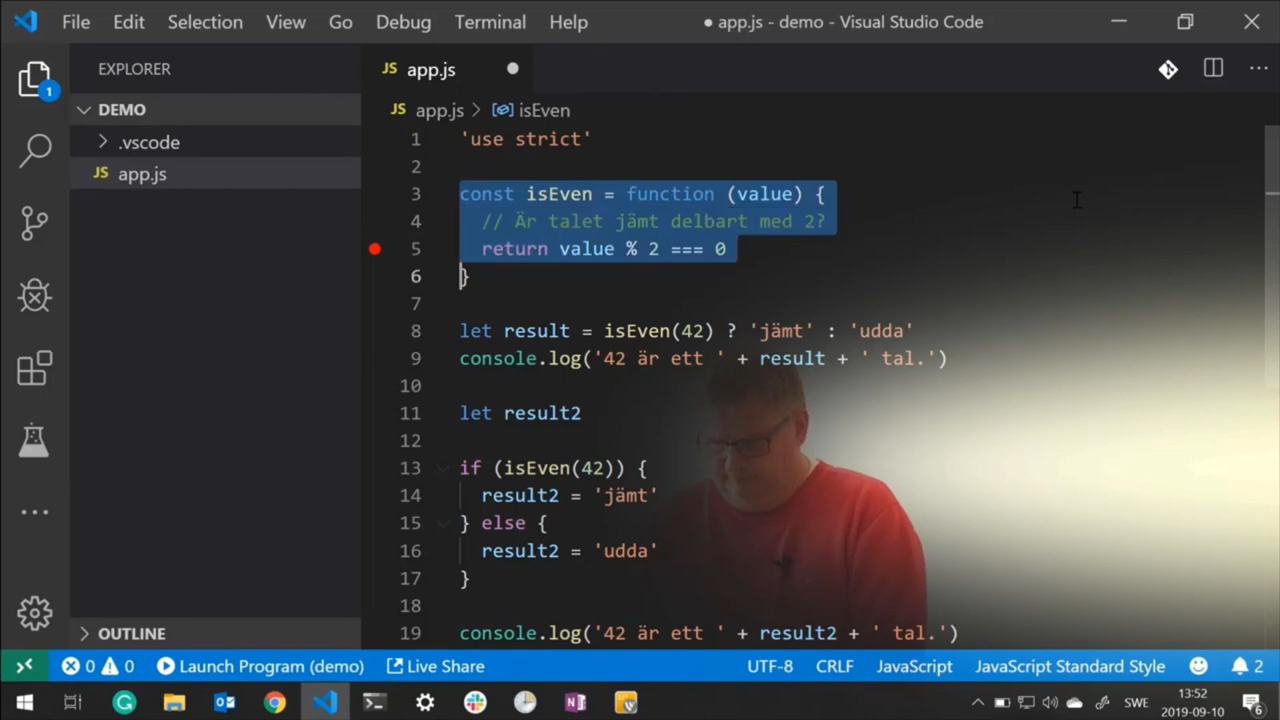 File Edit Selection View Go Debug Terminal Help ● app.js - demo - Visual Studio Code
EXPLORER
JS app.js
1
DEMO
JS app.js > isEven
.vscode
JS app.js
1 'use strict'
2
3 const isEven = function (value) {
4 // Är talet jämt delbart med 2?
5 return value % 2 === 0
6 }
7
8 let result = isEven(42) ? 'jämt' : 'udda'
9 console.log('42 är ett ' + result + ' tal.')
10
11 let result2
12
13 if (isEven(42)) {
14 result2 = 'jämt'
15 } else {
16 result2 = 'udda'
17 }
18
19 console.log('42 är ett ' + result2 + ' tal.')
OUTLINE
0 0 Launch Program (demo) Live Share UTF-8 CRLF JavaScript JavaScript Standard Style 2
SWE 13:52
2019-09-10 6